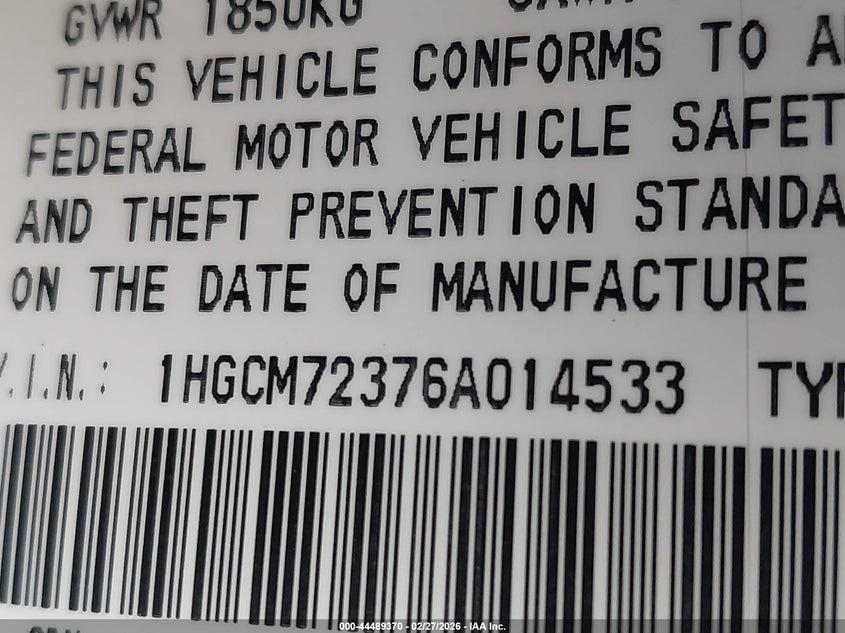 GVWR 1850KG
THIS VEHICLE CONFORMS TO
FEDERAL MOTOR VEHICLE SAFET
AND THEFT PREVENTION STANDA
ON THE DATE OF MANUFACTURE
V.I.N.: 1HGCM72376A014533 TYP
000-44489370 - 02/27/2026 - IAA Inc.